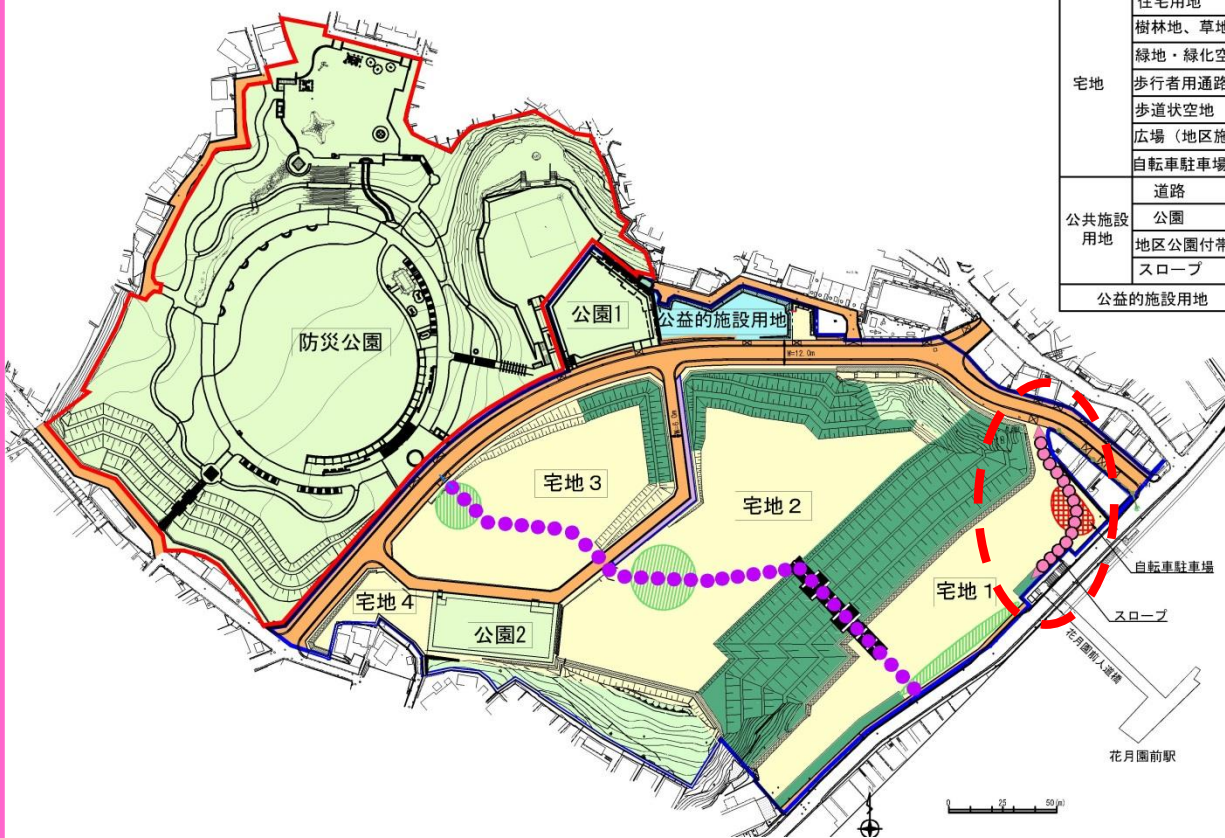 住宅用地
樹林地、草地
緑地・緑化空
宅地
歩行者用通路
歩道状空地
広場（地区施
自転車駐車場
道路
公共施設
用地
公園
地区公園付帯
スロープ
公益的施設用地
防災公園
公園1
公益的施設用地
W=12.0m
宅地3
宅地2
宅地1
宅地4
公園2
自転車駐車場
スロープ
花月園前人道橋
花月園前駅
0 25 50(m)